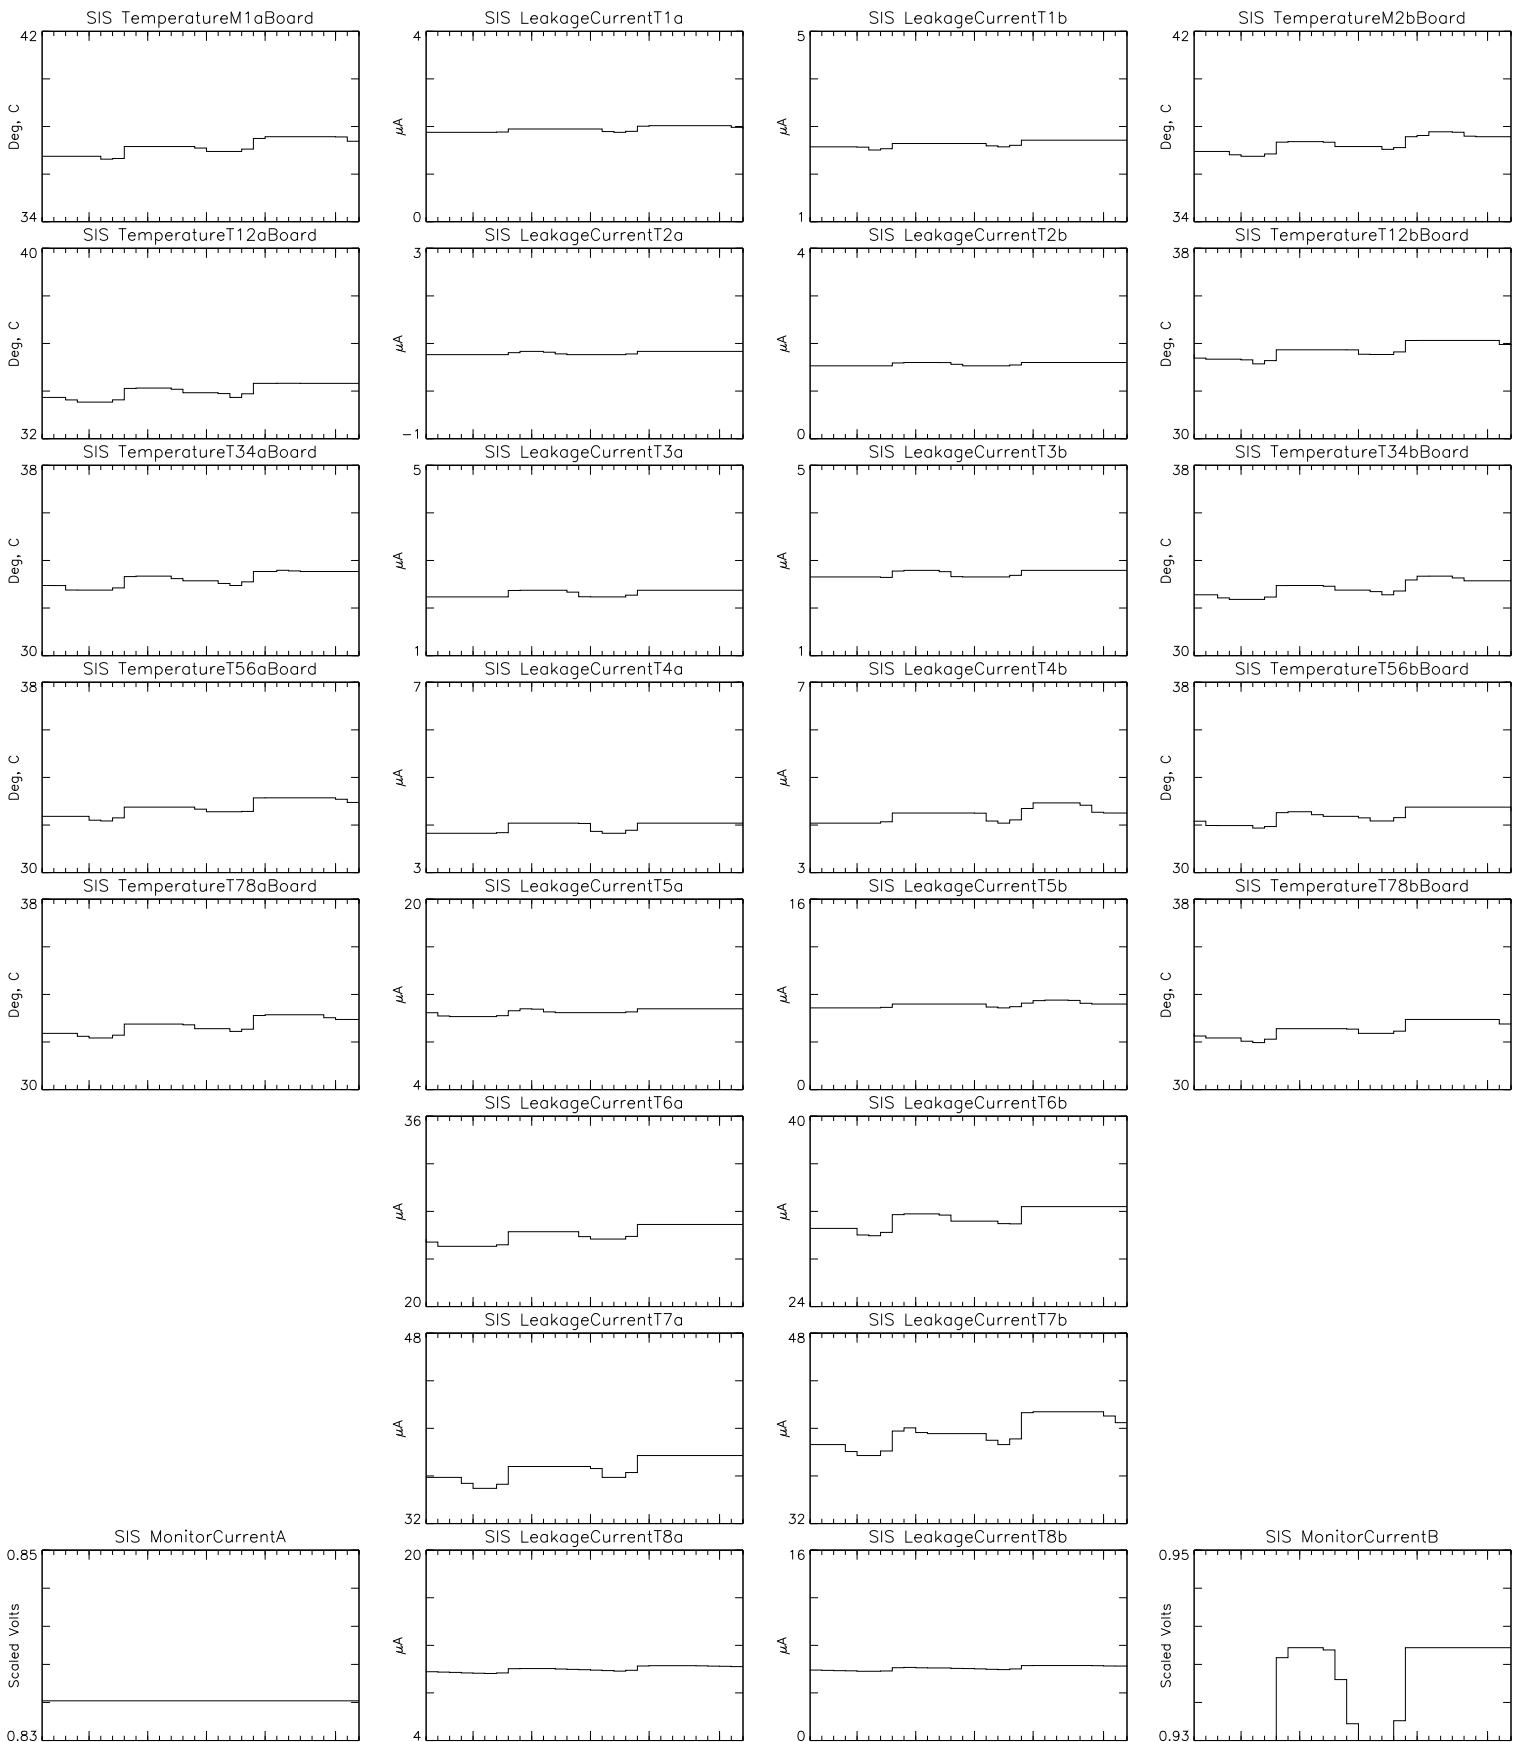 SIS TemperatureM1aBoard
42
Deg, C
34
SIS LeakageCurrentT1a
4
μA
0
SIS LeakageCurrentT1b
5
μA
1
SIS TemperatureM2bBoard
42
Deg, C
34
SIS TemperatureT12aBoard
40
Deg, C
32
SIS LeakageCurrentT2a
3
μA
−1
SIS LeakageCurrentT2b
4
μA
0
SIS TemperatureT12bBoard
38
Deg, C
30
SIS TemperatureT34aBoard
38
Deg, C
30
SIS LeakageCurrentT3a
5
μA
1
SIS LeakageCurrentT3b
5
μA
1
SIS TemperatureT34bBoard
38
Deg, C
30
SIS TemperatureT56aBoard
38
Deg, C
30
SIS LeakageCurrentT4a
7
μA
3
SIS LeakageCurrentT4b
7
μA
3
SIS TemperatureT56bBoard
38
Deg, C
30
SIS TemperatureT78aBoard
38
Deg, C
30
SIS LeakageCurrentT5a
20
μA
4
SIS LeakageCurrentT5b
16
μA
0
SIS TemperatureT78bBoard
38
Deg, C
30
SIS LeakageCurrentT6a
36
μA
20
SIS LeakageCurrentT6b
40
μA
24
SIS LeakageCurrentT7a
48
μA
32
SIS LeakageCurrentT7b
48
μA
32
SIS MonitorCurrentA
0.85
Scaled Volts
0.83
SIS LeakageCurrentT8a
20
μA
4
SIS LeakageCurrentT8b
16
μA
0
SIS MonitorCurrentB
0.95
Scaled Volts
0.93